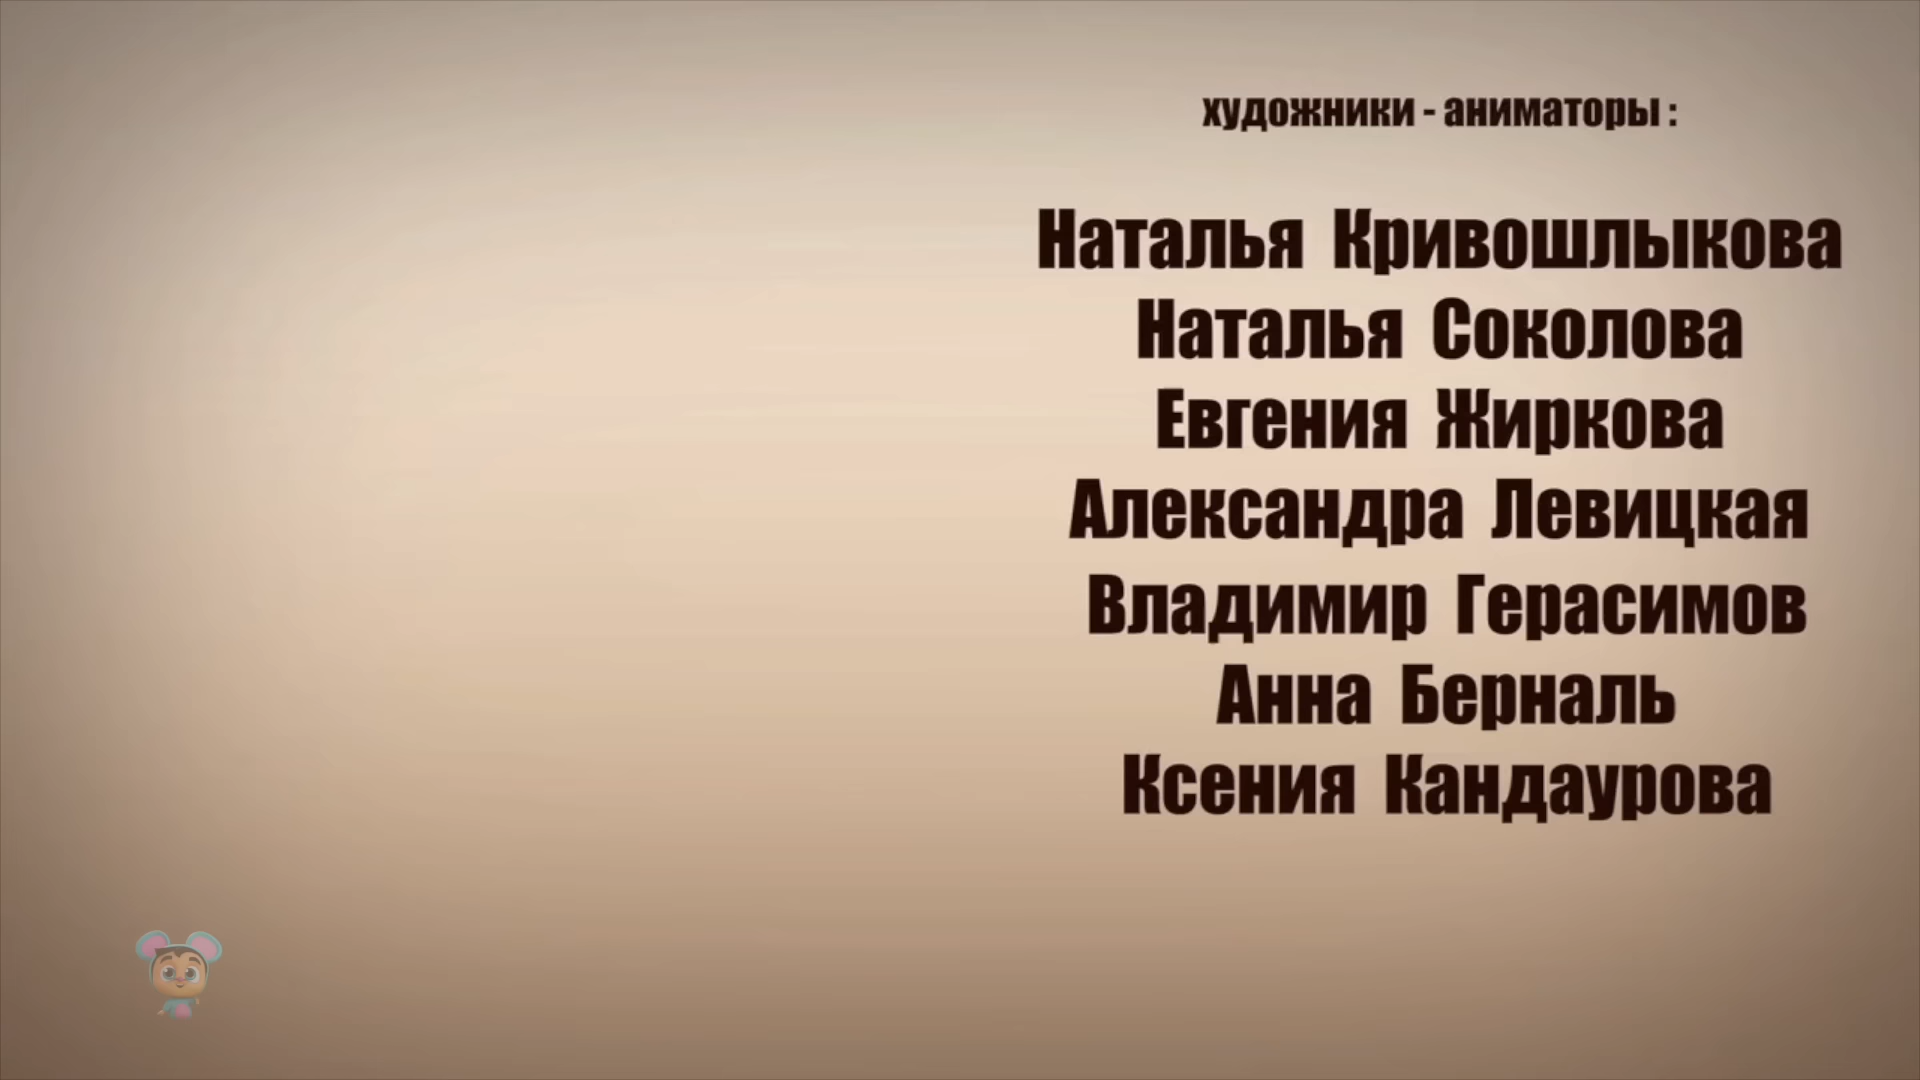 художники - аниматоры :
Наталья Кривошлыкова
Наталья Соколова
Евгения Жиркова
Александра Левицкая
Владимир Герасимов
Анна Берналь
Ксения Кандаурова